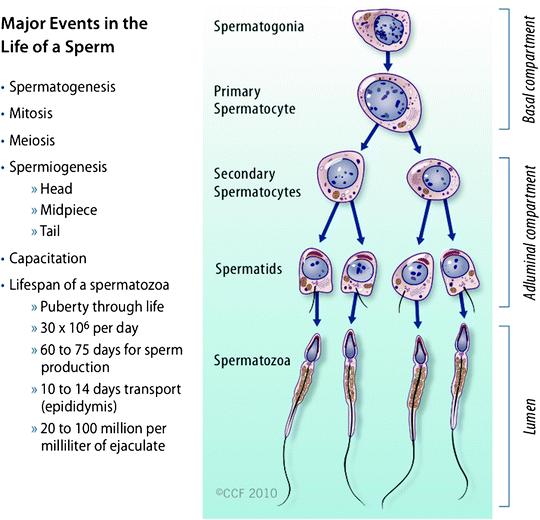 Major Events in the
Life of a Sperm
• Spermatogenesis
• Mitosis
• Meiosis
• Spermiogenesis
» Head
» Midpiece
» Tail
• Capacitation
• Lifespan of a spermatozoa
» Puberty through life
» 30 x 10⁶ per day
» 60 to 75 days for sperm
production
» 10 to 14 days transport
(epididymis)
» 20 to 100 million per
milliliter of ejaculate
Spermatogonia
Primary
Spermatocyte
Secondary
Spermatocytes
Spermatids
Spermatozoa
©CCF 2010
Basal compartment
Adluminal compartment
Lumen